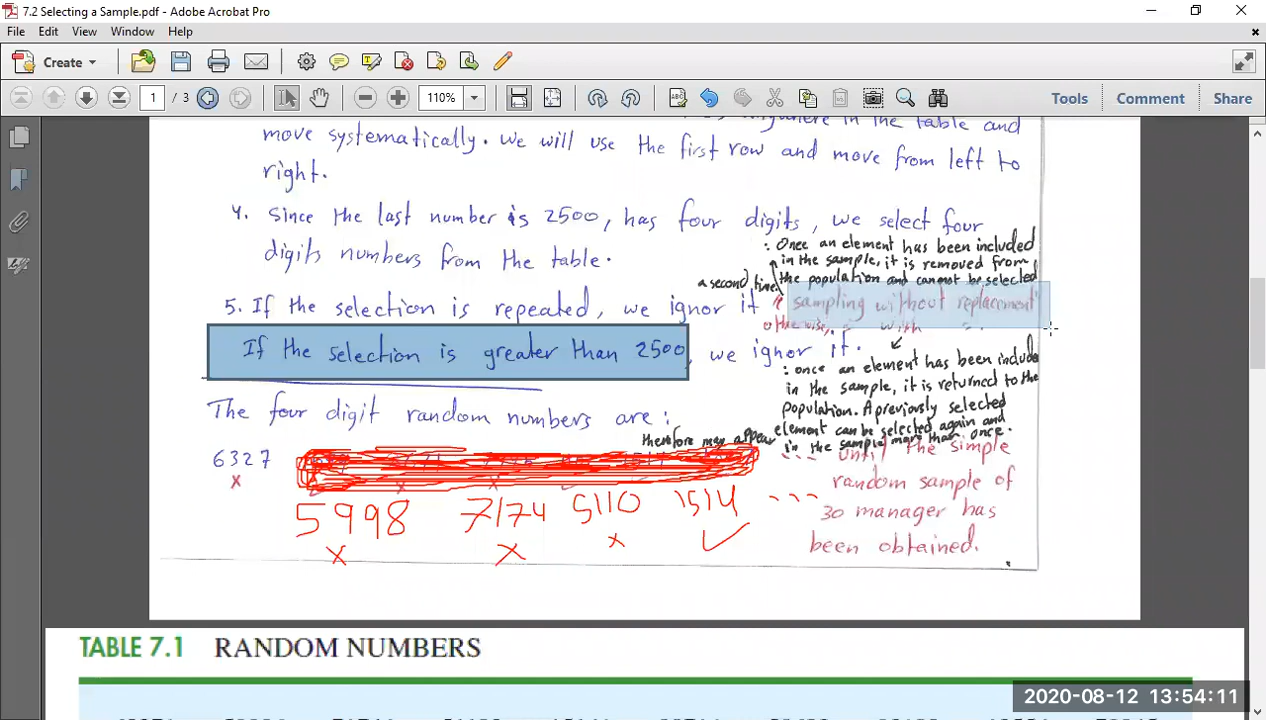 7.2 Selecting a Sample.pdf - Adobe Acrobat Pro
File Edit View Window Help
Create
1 / 3 110% Tools Comment Share
anywhere in the table and
move systematically. We will use the first row and move from left to
right.
4. Since the last number is 2500, has four digits, we select four
digits numbers from the table.
: Once an element has been included
in the sample, it is removed from
the population and cannot be selected
a second time.
5. If the selection is repeated, we ignor it " sampling without replacement"
otherwise, " with " .
If the selection is greater than 2500, we ignor it.
: once an element has been include
in the sample, it is returned to the
population. A previously selected
element can be selected again and
therefore may appear in the sample more than once.
The four digit random numbers are:
6327
x
5998 7174 5110 1514 ---
x x x ✓
--- until the simple
random sample of
30 manager has
been obtained.
TABLE 7.1 RANDOM NUMBERS
2020-08-12 13:54:11